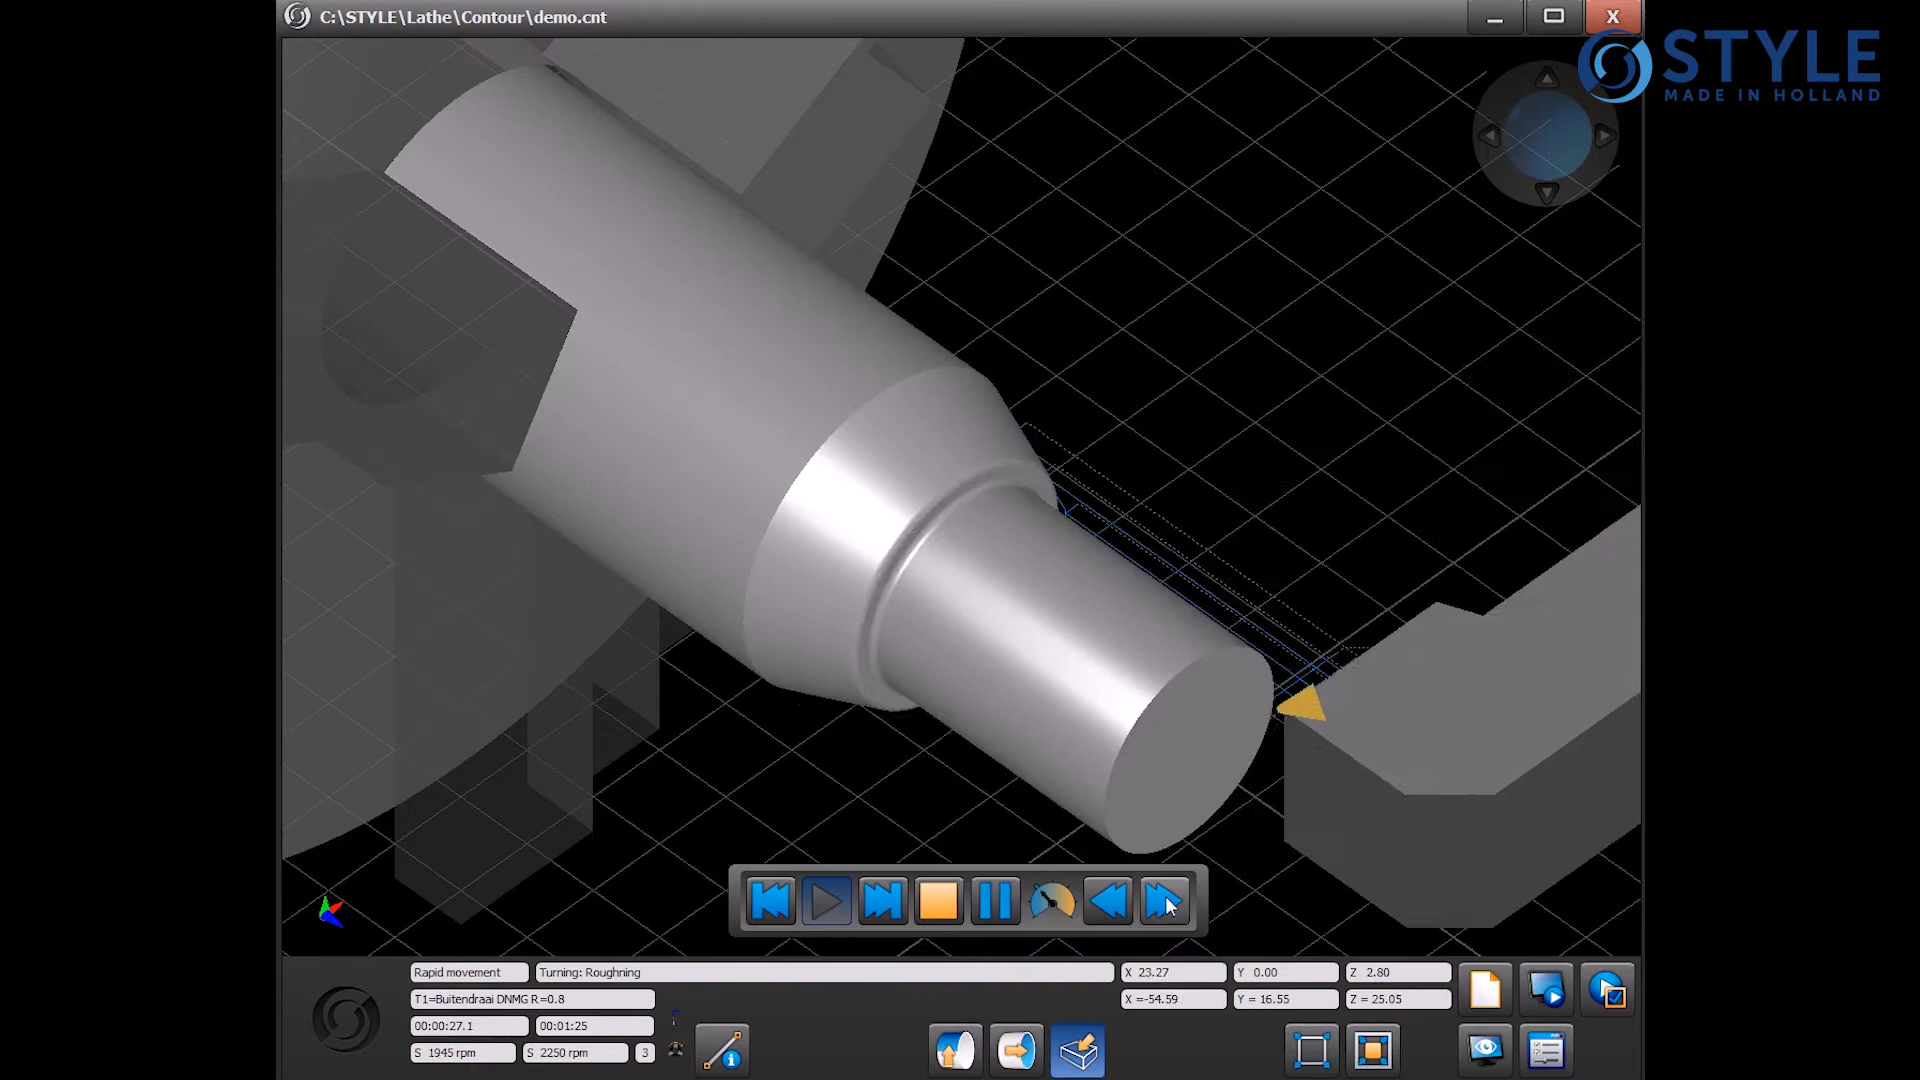 C:\STYLE\Lathe\Contour\demo.cnt
X
STYLE
MADE IN HOLLAND
Rapid movement
Turning: Roughning
X 23.27
Y 0.00
Z 2.80
T1=Buitendraai DNMG R=0.8
X =-54.59
Y = 16.55
Z = 25.05
00:00:27.1
00:01:25
S 1945 rpm
S 2250 rpm
3